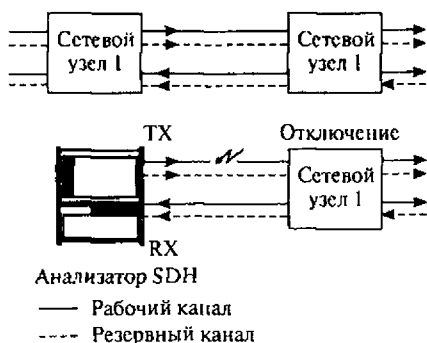 Сетевой
узел 1
Сетевой
узел 1
TX
Отключение
Сетевой
узел 1
RX
Анализатор SDH
Рабочий канал
Резервный канал